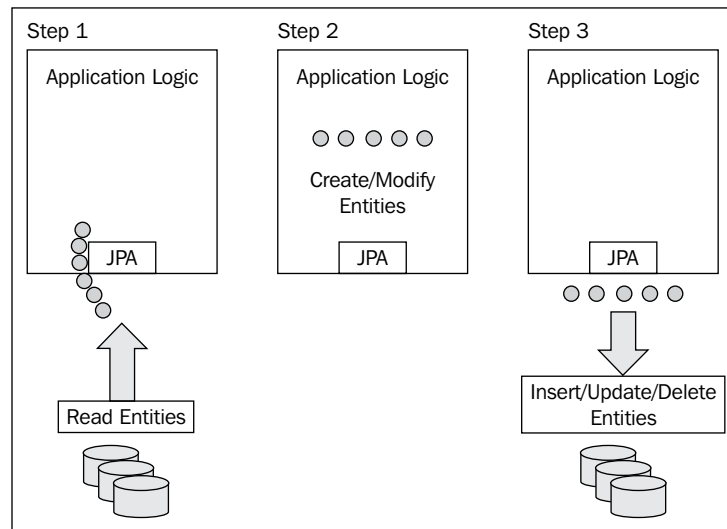 Step 1
Application Logic
JPA
Read Entities
Step 2
Application Logic
Create/Modify
Entities
JPA
Step 3
Application Logic
JPA
Insert/Update/Delete
Entities